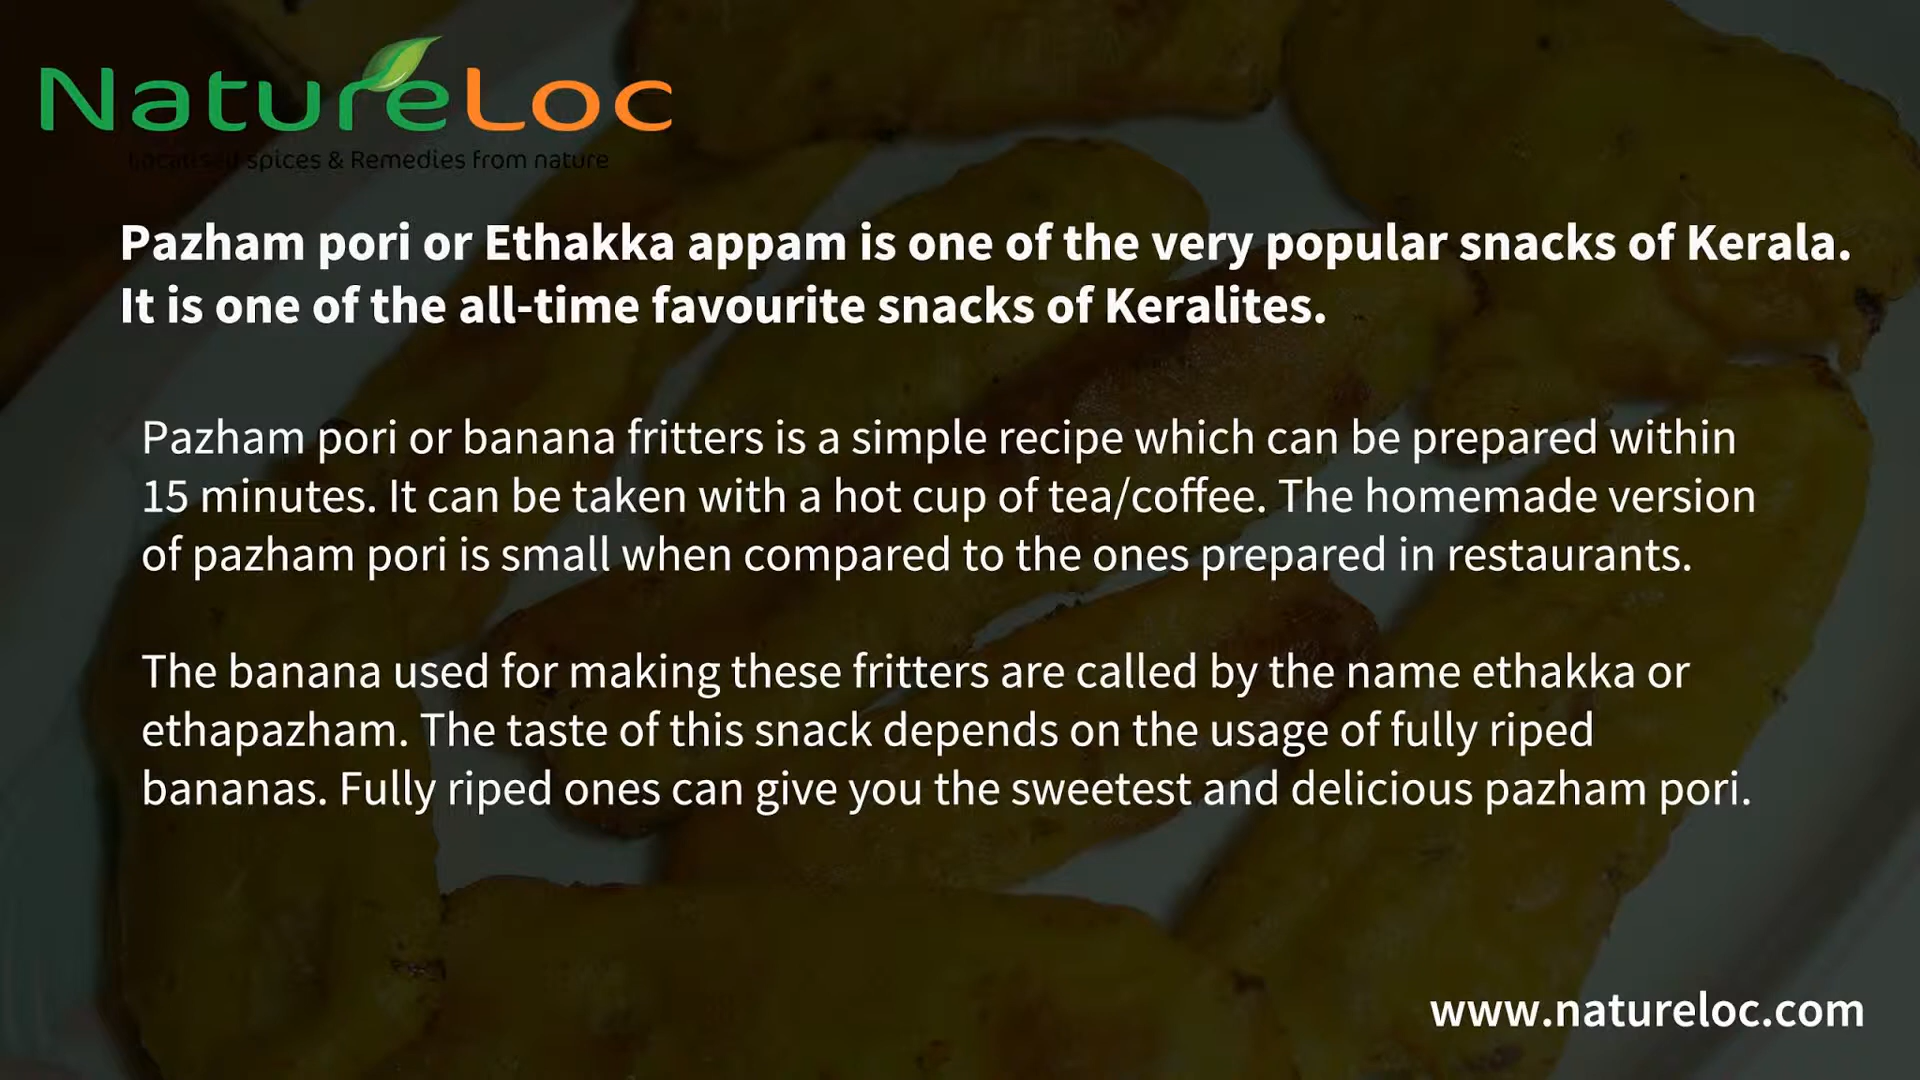 NatureLoc
spices & Remedies from nature
Pazham pori or Ethakka appam is one of the very popular snacks of Kerala.
It is one of the all-time favourite snacks of Keralites.
Pazham pori or banana fritters is a simple recipe which can be prepared within
15 minutes. It can be taken with a hot cup of tea/coffee. The homemade version
of pazham pori is small when compared to the ones prepared in restaurants.
The banana used for making these fritters are called by the name ethakka or
ethapazham. The taste of this snack depends on the usage of fully riped
bananas. Fully riped ones can give you the sweetest and delicious pazham pori.
www.natureloc.com